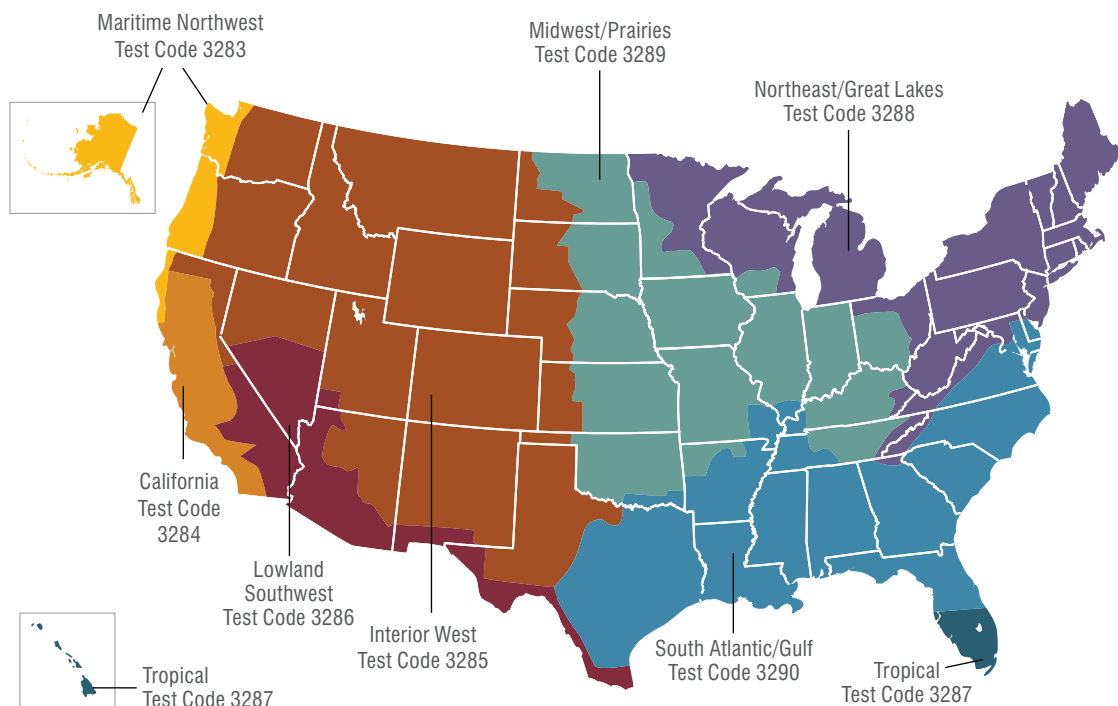 Maritime Northwest
Test Code 3283
Midwest/Prairies
Test Code 3289
Northeast/Great Lakes
Test Code 3288
California
Test Code
3284
Lowland
Southwest
Test Code 3286
Interior West
Test Code 3285
South Atlantic/Gulf
Test Code 3290
Tropical
Test Code 3287
Tropical
Test Code 3287